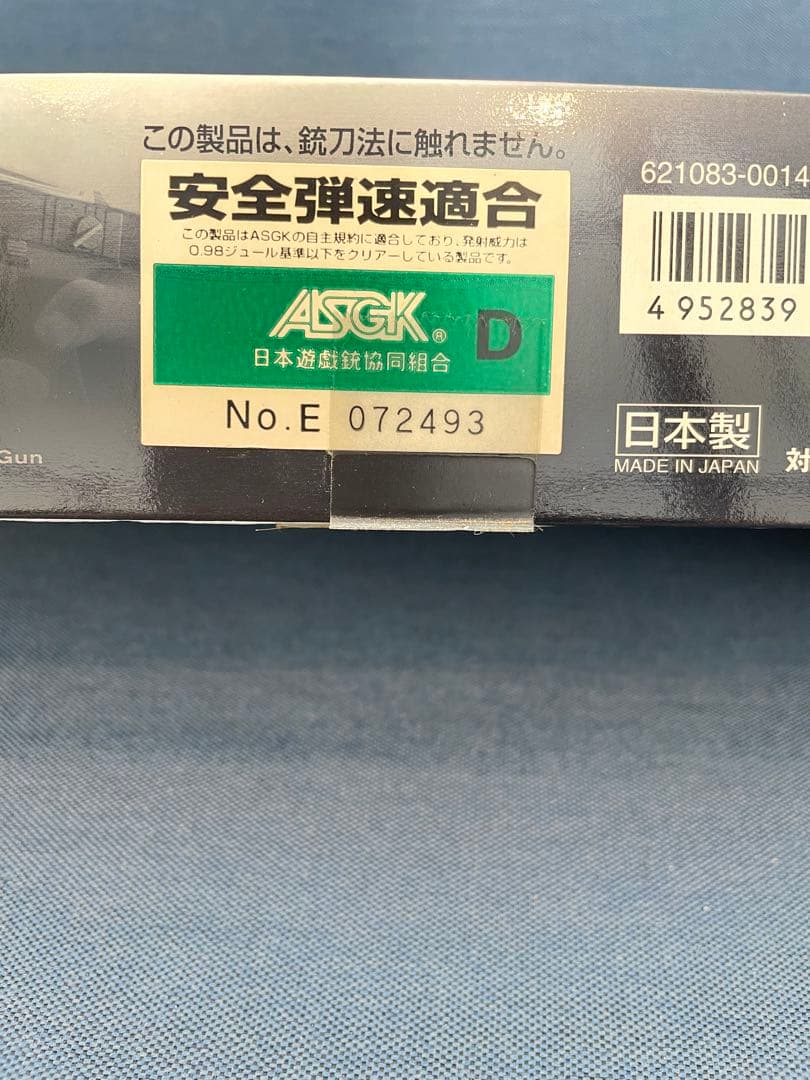 この製品は、銃刀法に触れません。
安全弾速適合
この製品はASGKの自主規約に適合しており、発射威力は
0.98ジュール基準以下をクリアーしている製品です。
ASGK® D
日本遊戯銃協同組合
No.E 072493
Gun
621083-0014
4 952839
日本製
MADE IN JAPAN
対